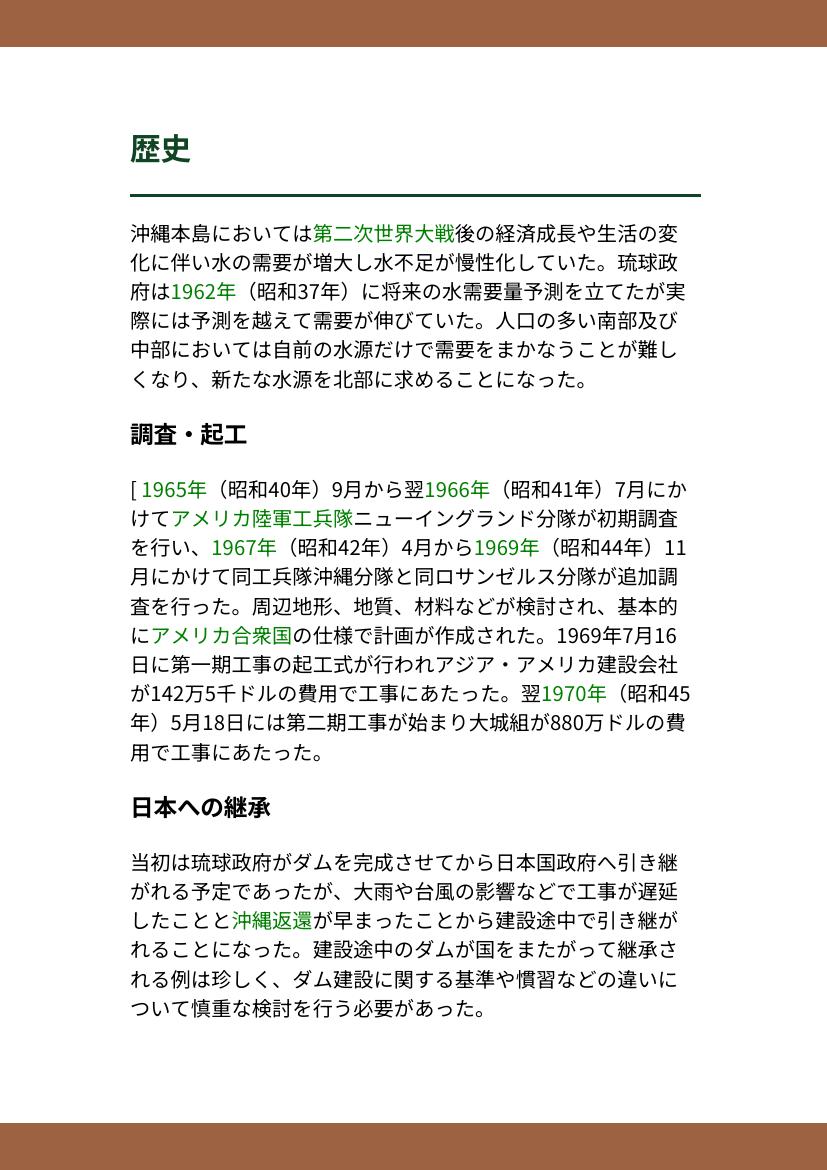 歴史
沖縄本島においては第二次世界大戦後の経済成長や生活の変
化に伴い水の需要が増大し水不足が慢性化していた。琉球政
府は1962年（昭和37年）に将来の水需要量予測を立てたが実
際には予測を越えて需要が伸びていた。人口の多い南部及び
中部においては自前の水源だけで需要をまかなうことが難し
くなり、新たな水源を北部に求めることになった。
調査・起工
[ 1965年（昭和40年）9月から翌1966年（昭和41年）7月にか
けてアメリカ陸軍工兵隊ニューイングランド分隊が初期調査
を行い、1967年（昭和42年）4月から1969年（昭和44年）11
月にかけて同工兵隊沖縄分隊と同ロサンゼルス分隊が追加調
査を行った。周辺地形、地質、材料などが検討され、基本的
にアメリカ合衆国の仕様で計画が作成された。1969年7月16
日に第一期工事の起工式が行われアジア・アメリカ建設会社
が142万5千ドルの費用で工事にあたった。翌1970年（昭和45
年）5月18日には第二期工事が始まり大城組が880万ドルの費
用で工事にあたった。
日本への継承
当初は琉球政府がダムを完成させてから日本国政府へ引き継
がれる予定であったが、大雨や台風の影響などで工事が遅延
したことと沖縄返還が早まったことから建設途中で引き継が
れることになった。建設途中のダムが国をまたがって継承さ
れる例は珍しく、ダム建設に関する基準や慣習などの違いに
ついて慎重な検討を行う必要があった。